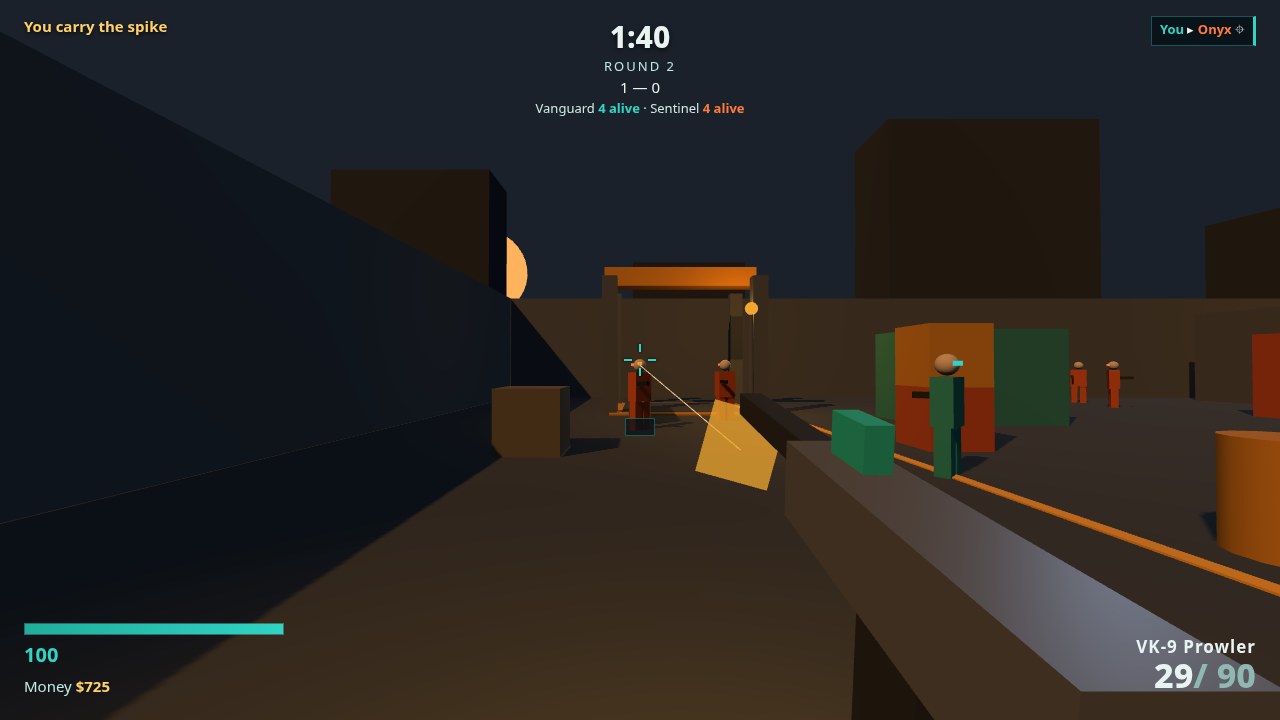 You carry the spike
1:40
ROUND 2
1 — 0
Vanguard 4 alive · Sentinel 4 alive
You ▸ Onyx ⌖
100
Money $725
VK-9 Prowler
29/ 90